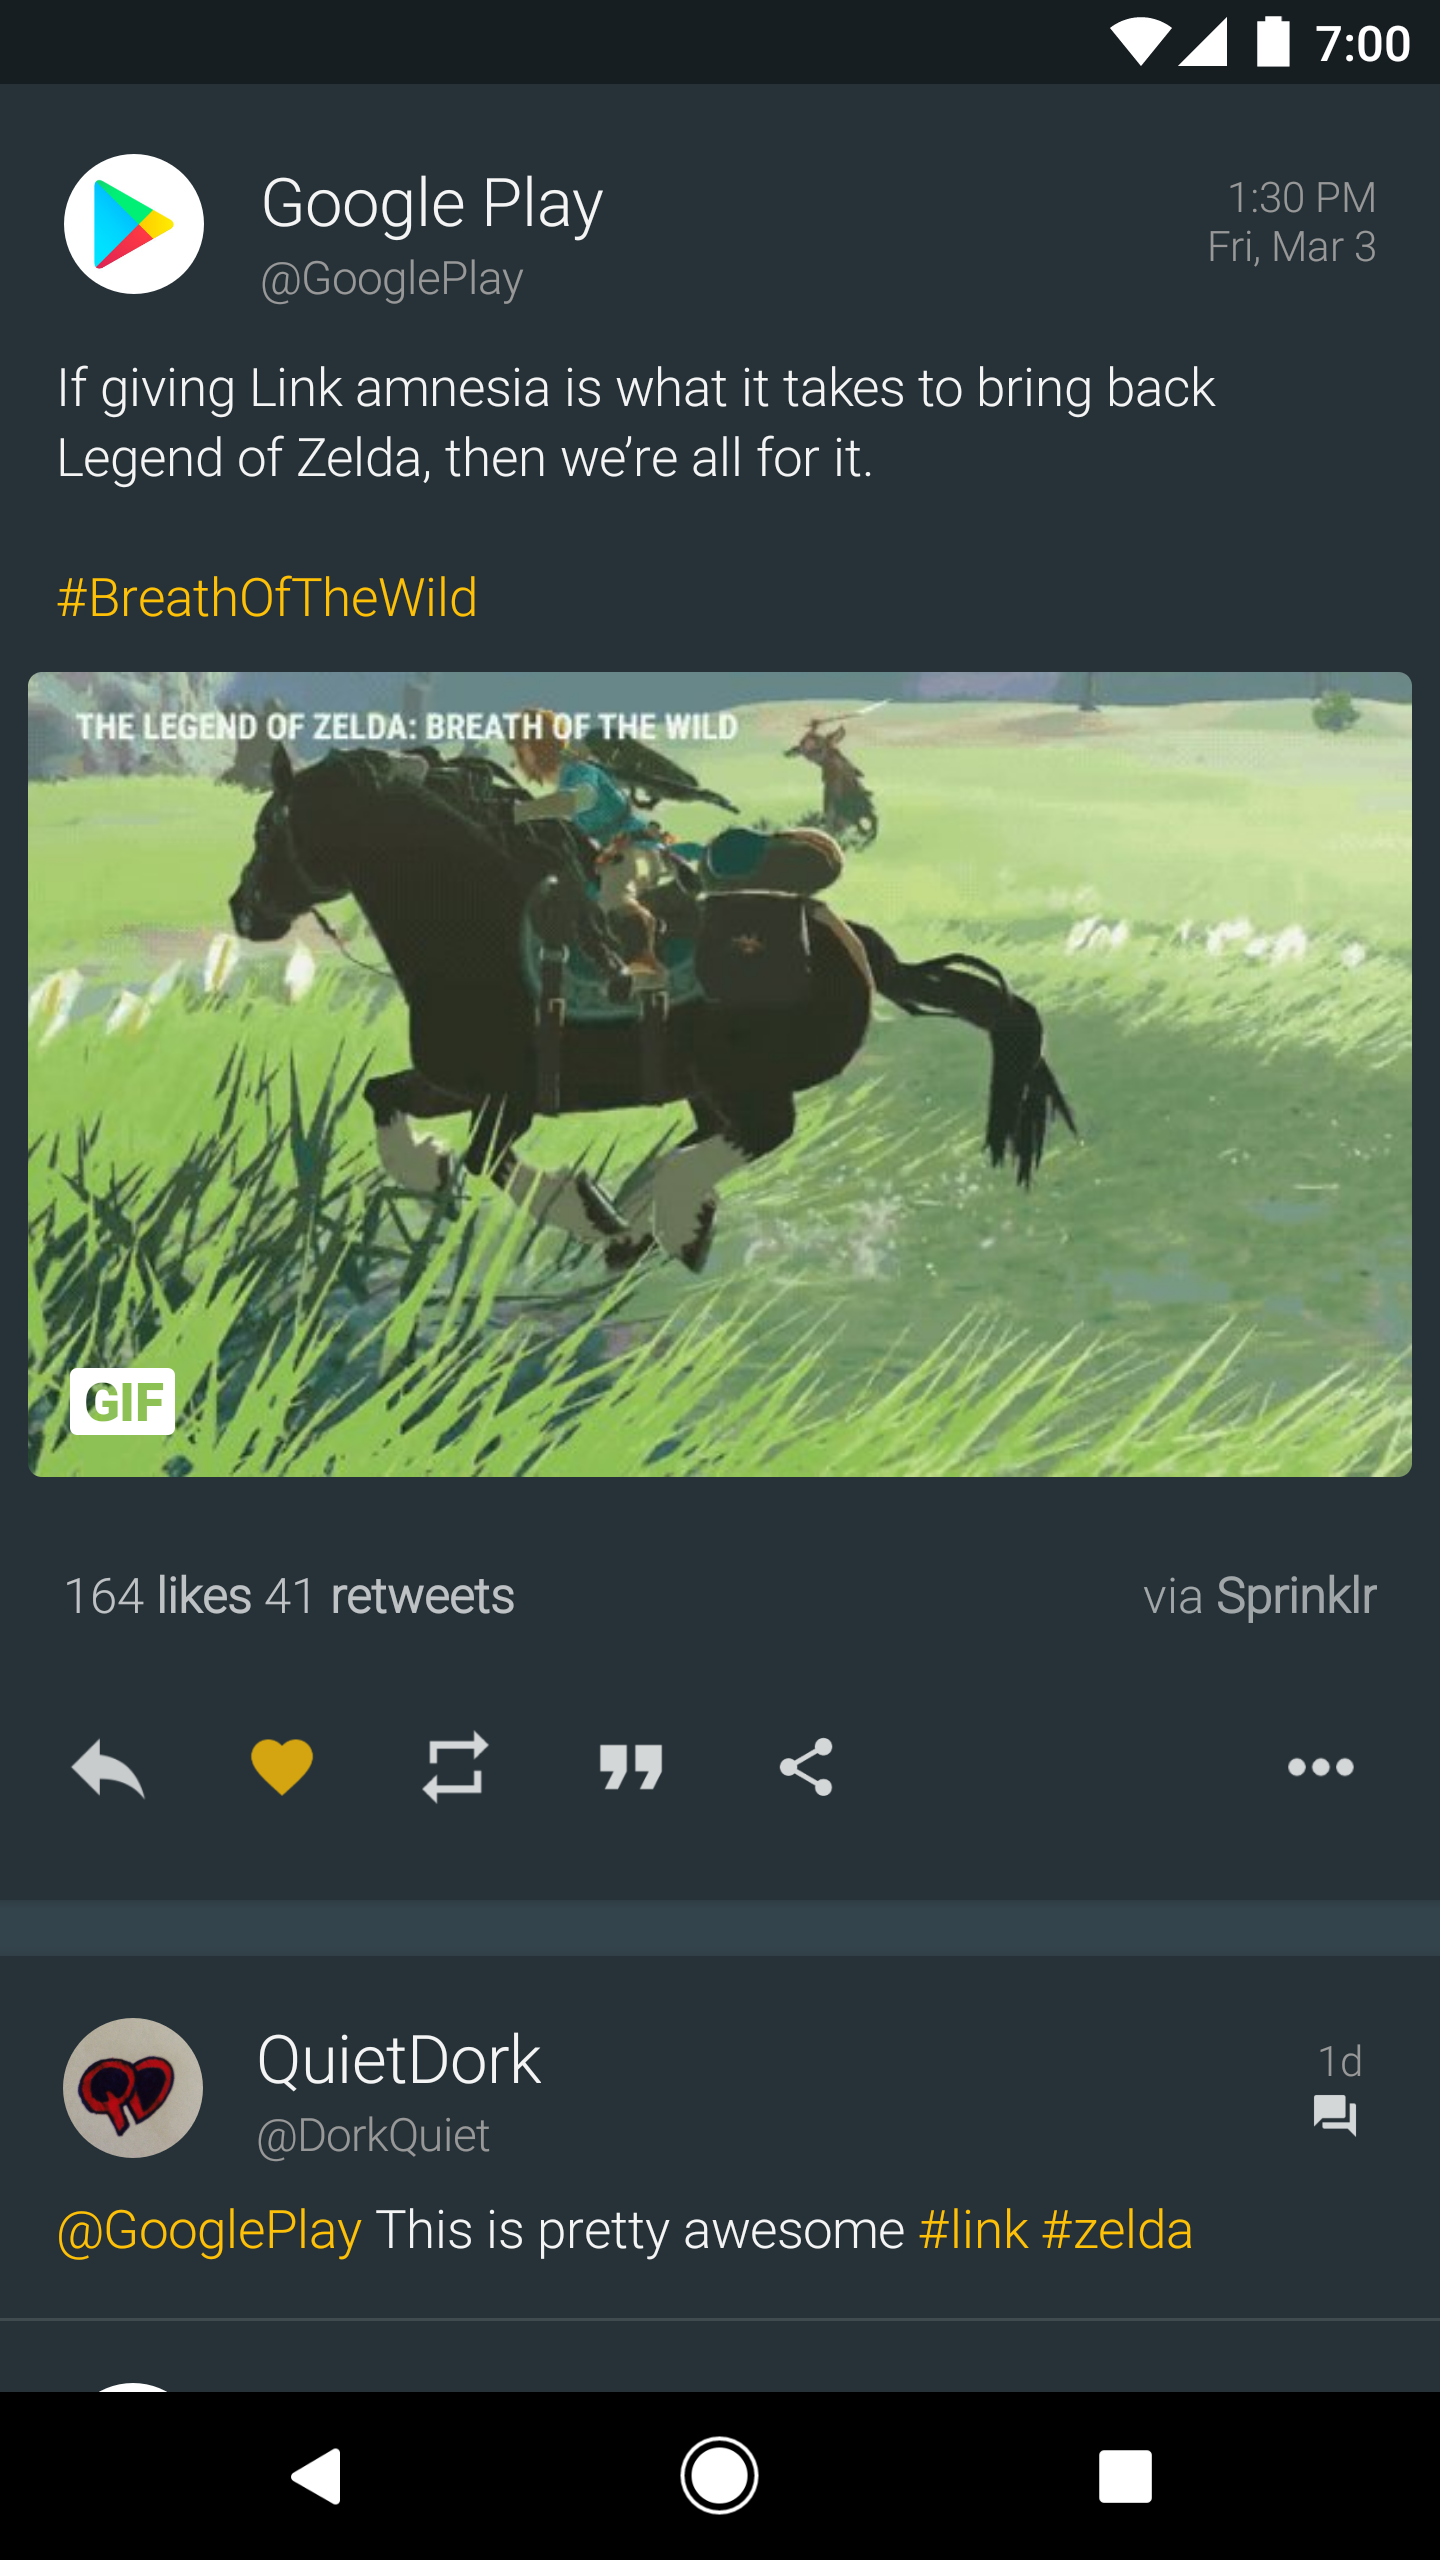 7:00
Google Play
@GooglePlay
1:30 PM
Fri, Mar 3
If giving Link amnesia is what it takes to bring back
Legend of Zelda, then we’re all for it.
#BreathOfTheWild
THE LEGEND OF ZELDA: BREATH OF THE WILD
GIF
164 likes 41 retweets
via Sprinklr
QuietDork
@DorkQuiet
1d
@GooglePlay This is pretty awesome #link #zelda